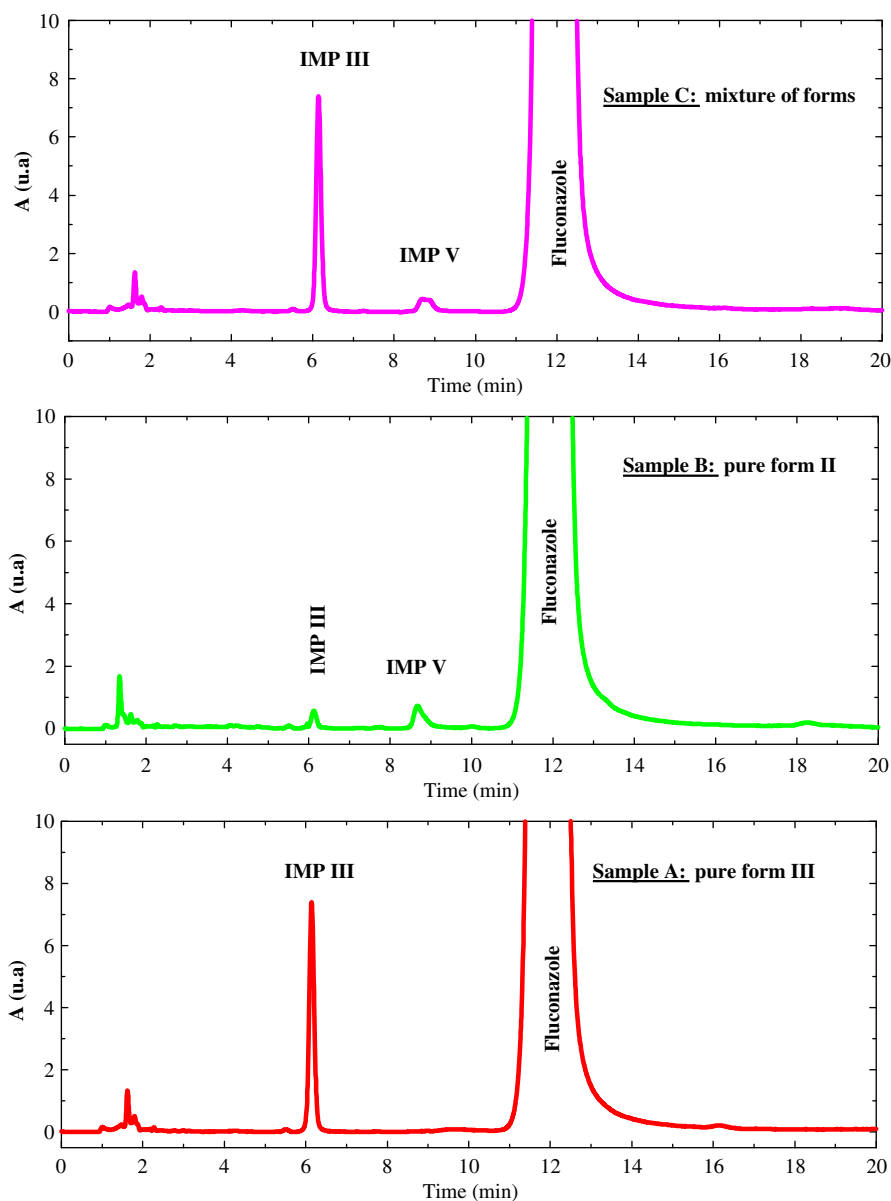 10
IMP III
8
Sample C: mixture of forms
6
A (u.a)
4
Fluconazole
IMP V
2
0
0 2 4 6 8 10 12 14 16 18 20
Time (min)
10
Sample B: pure form II
8
6
A (u.a)
Fluconazole
4
IMP III
IMP V
2
0
0 2 4 6 8 10 12 14 16 18 20
Time (min)
10
IMP III
Sample A: pure form III
8
6
A (u.a)
Fluconazole
4
2
0
0 2 4 6 8 10 12 14 16 18 20
Time (min)